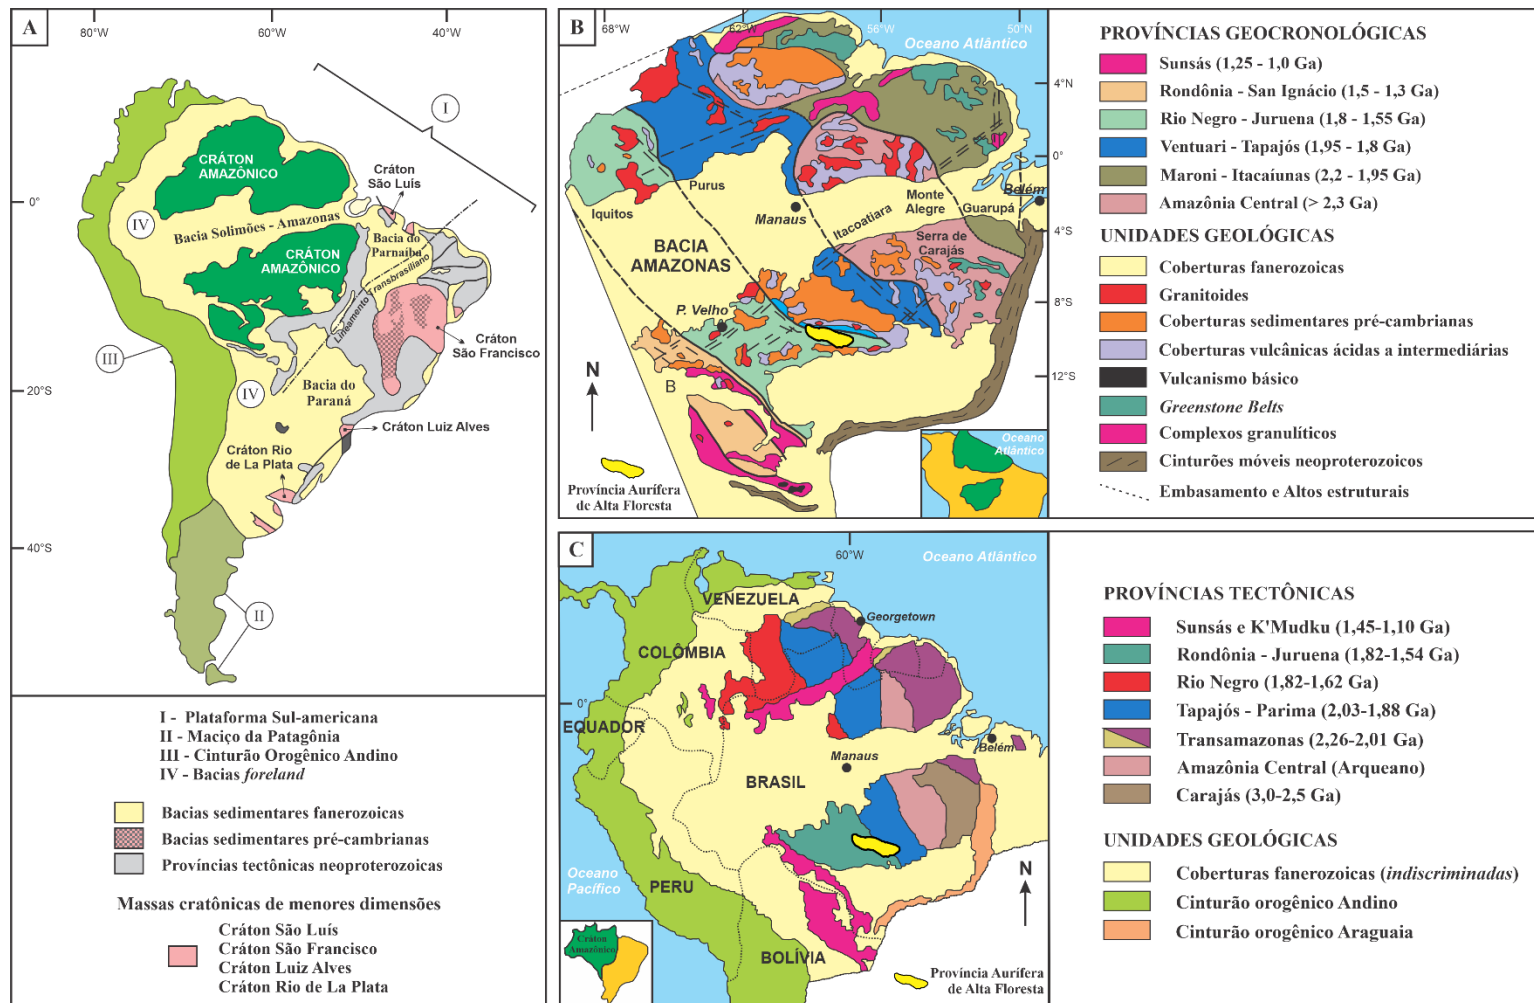 A
80°W
60°W
40°W
I
CRÁTON
AMAZÔNICO
Cráton
São Luís
0°
IV
Bacia Solimões - Amazonas
Bacia do
Parnaíba
CRÁTON
AMAZÔNICO
Lineamento Transbrasiliano
Cráton
São Francisco
III
20°S
IV
Bacia do
Paraná
Cráton Luiz Alves
Cráton Rio
de La Plata
40°S
II
I - Plataforma Sul-americana
II - Maciço da Patagônia
III - Cinturão Orogênico Andino
IV - Bacias foreland
Bacias sedimentares fanerozoicas
Bacias sedimentares pré-cambrianas
Províncias tectônicas neoproterozoicas
Massas cratônicas de menores dimensões
Cráton São Luís
Cráton São Francisco
Cráton Luiz Alves
Cráton Rio de La Plata
B
68°W
62°W
56°W
50°N
Oceano Atlântico
4°N
0°
Purus
Iquitos
Manaus
Itacoatiara
Monte
Alegre
Guarupá
Belém
4°S
BACIA
AMAZONAS
Serra de
Carajás
P. Velho
8°S
12°S
N
B
Província Aurífera
de Alta Floresta
Oceano
Atlântico
PROVÍNCIAS GEOCRONOLÓGICAS
Sunsás (1,25 - 1,0 Ga)
Rondônia - San Ignácio (1,5 - 1,3 Ga)
Rio Negro - Juruena (1,8 - 1,55 Ga)
Ventuari - Tapajós (1,95 - 1,8 Ga)
Maroni - Itacaíunas (2,2 - 1,95 Ga)
Amazônia Central (> 2,3 Ga)
UNIDADES GEOLÓGICAS
Coberturas fanerozoicas
Granitoides
Coberturas sedimentares pré-cambrianas
Coberturas vulcânicas ácidas a intermediárias
Vulcanismo básico
Greenstone Belts
Complexos granulíticos
Cinturões móveis neoproterozoicos
Embasamento e Altos estruturais
C
60°W
Oceano Atlântico
VENEZUELA
Georgetown
COLÔMBIA
0°
EQUADOR
Manaus
Belém
BRASIL
PERU
Oceano
Pacífico
BOLÍVIA
N
Cráton
Amazônico
Província Aurífera
de Alta Floresta
PROVÍNCIAS TECTÔNICAS
Sunsás e K'Mudku (1,45-1,10 Ga)
Rondônia - Juruena (1,82-1,54 Ga)
Rio Negro (1,82-1,62 Ga)
Tapajós - Parima (2,03-1,88 Ga)
Transamazonas (2,26-2,01 Ga)
Amazônia Central (Arqueano)
Carajás (3,0-2,5 Ga)
UNIDADES GEOLÓGICAS
Coberturas fanerozoicas (indiscriminadas)
Cinturão orogênico Andino
Cinturão orogênico Araguaia